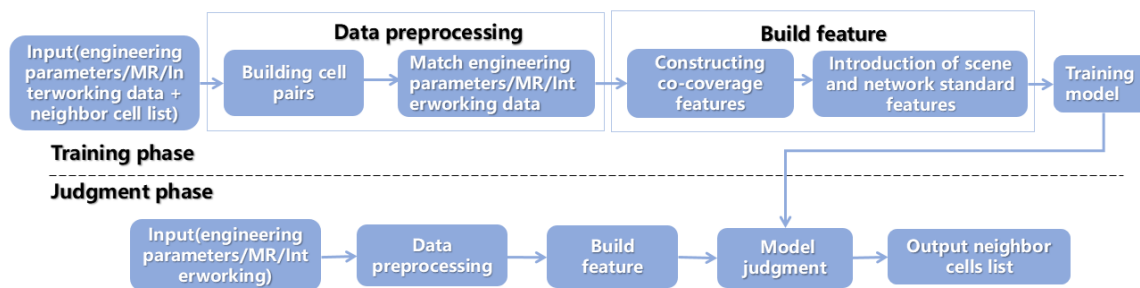 Data preprocessing
Build feature
Input(engineering
parameters/MR/In
terworking data +
neighbor cell list)
Building cell
pairs
Match engineering
parameters/MR/Int
erworking data
Constructing
co-coverage
features
Introduction of scene
and network standard
features
Training
model
Training phase
Judgment phase
Input(engineering
parameters/MR/Int
erworking)
Data
preprocessing
Build
feature
Model
judgment
Output neighbor
cells list